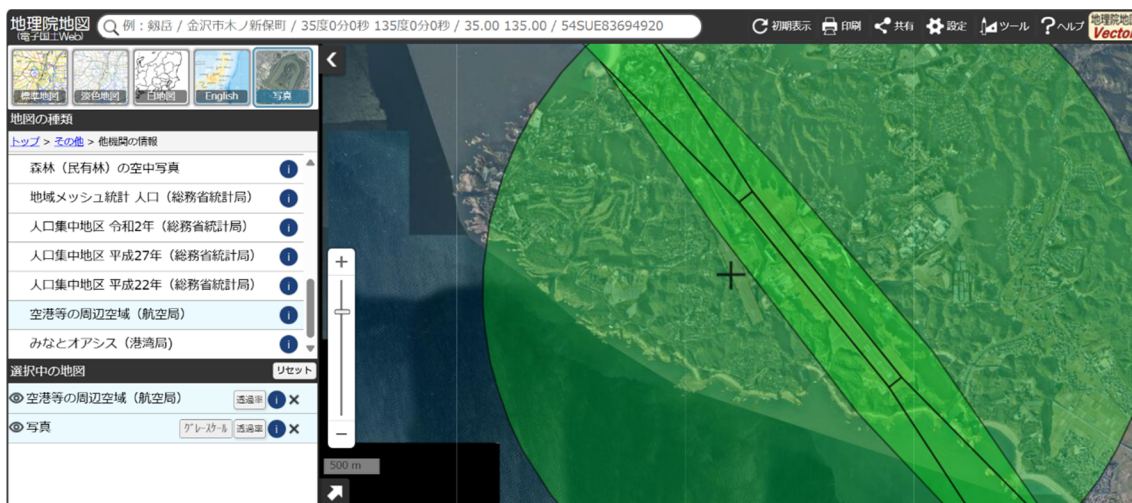 地理院地図
(電子国土Web)
例：剱岳 / 金沢市木ノ新保町 / 35度0分0秒 135度0分0秒 / 35.00 135.00 / 54SUE83694920
初期表示
印刷
共有
設定
ツール
ヘルプ
地理院地図
Vector
標準地図
淡色地図
白地図
English
写真
地図の種類
トップ > その他 > 他機関の情報
森林（民有林）の空中写真
地域メッシュ統計 人口（総務省統計局）
人口集中地区 令和2年（総務省統計局）
人口集中地区 平成27年（総務省統計局）
人口集中地区 平成22年（総務省統計局）
空港等の周辺空域（航空局）
みなとオアシス（港湾局)
選択中の地図
リセット
空港等の周辺空域（航空局）
透過率
写真
グレースケール
透過率
500 m